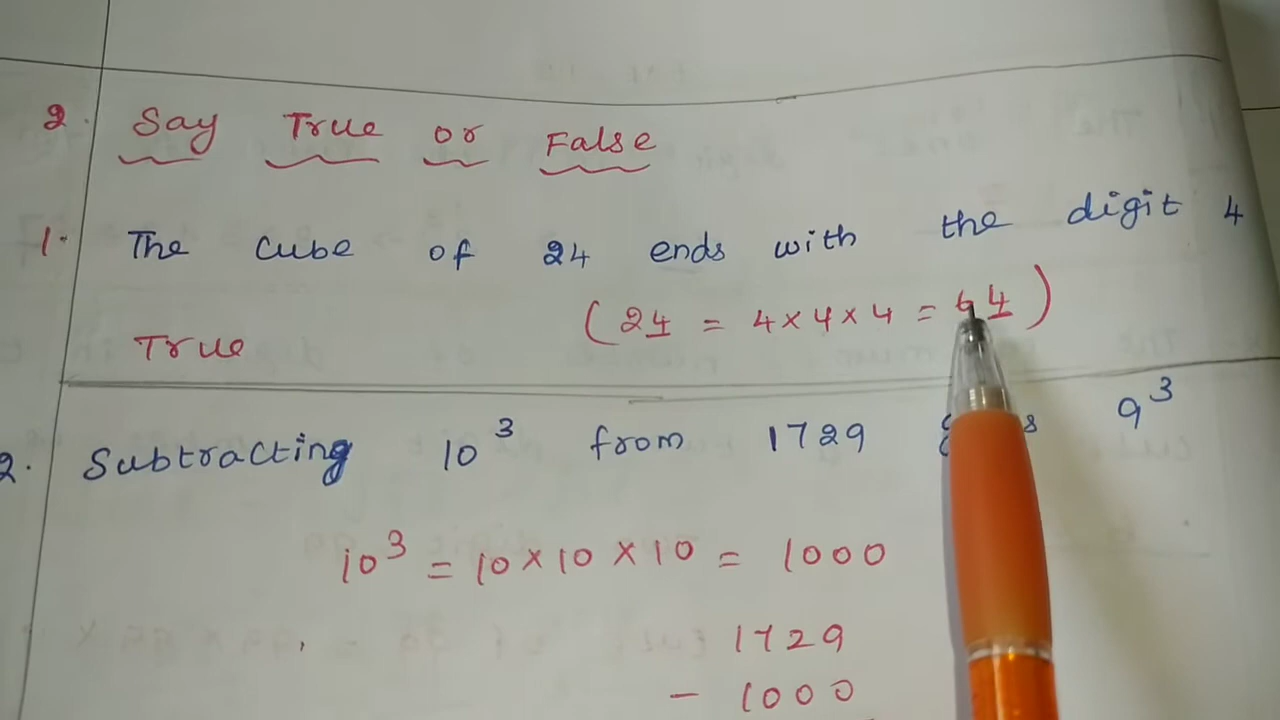 2. Say True or False
1. The cube of 24 ends with the digit 4
True (24 = 4×4×4 = 64)
2. Subtracting 10³ from 1729 9³
10³ = 10×10×10 = 1000
1729
- 1000